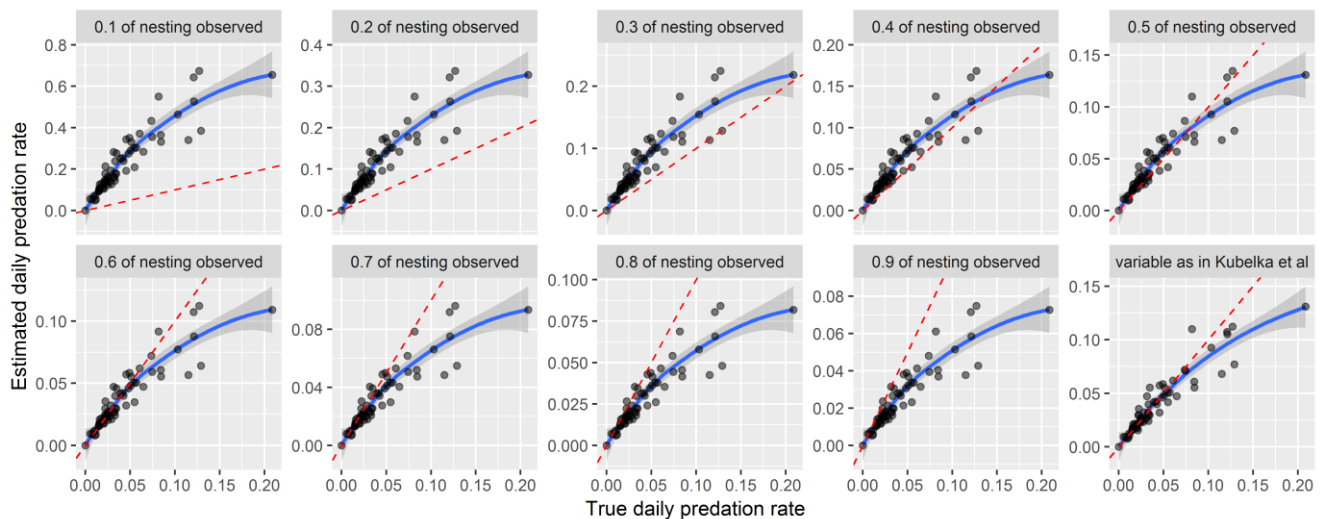 0.1 of nesting observed
0.2 of nesting observed
0.3 of nesting observed
0.4 of nesting observed
0.5 of nesting observed
0.8
0.6
0.4
0.2
0.0
0.4
0.3
0.2
0.1
0.0
0.2
0.1
0.0
0.20
0.15
0.10
0.05
0.00
0.15
0.10
0.05
0.00
Estimated daily predation rate
0.6 of nesting observed
0.7 of nesting observed
0.8 of nesting observed
0.9 of nesting observed
variable as in Kubelka et al
0.10
0.05
0.00
0.08
0.04
0.00
0.100
0.075
0.050
0.025
0.000
0.08
0.06
0.04
0.02
0.00
0.15
0.10
0.05
0.00
0.00 0.05 0.10 0.15 0.20
0.00 0.05 0.10 0.15 0.20
0.00 0.05 0.10 0.15 0.20
0.00 0.05 0.10 0.15 0.20
0.00 0.05 0.10 0.15 0.20
True daily predation rate